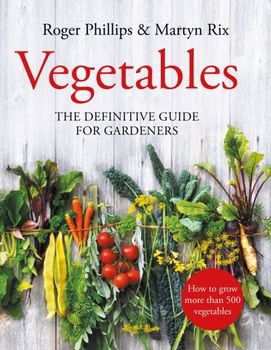 Roger Phillips & Martyn Rix
Vegetables
THE DEFINITIVE GUIDE
FOR GARDENERS
How to grow
more than 500
vegetables